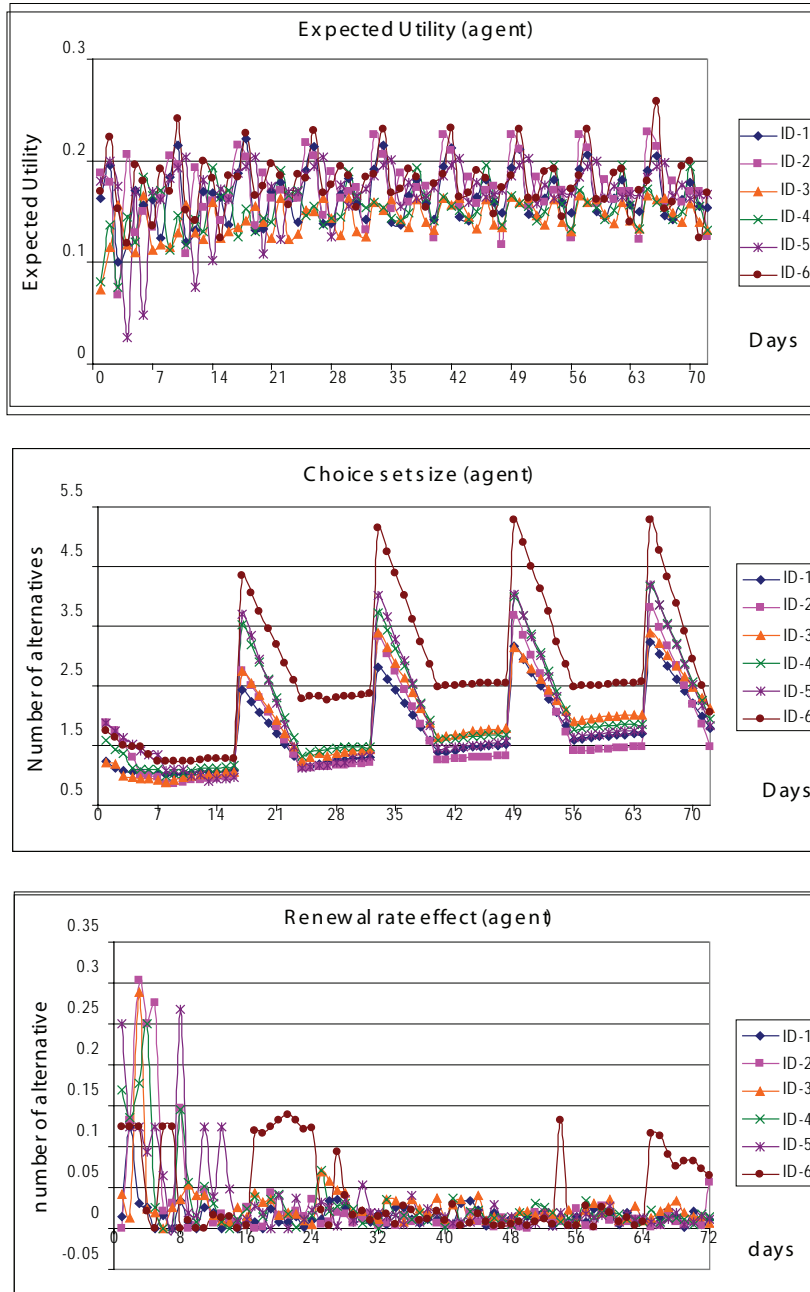 Expected Utility (agent)
0.3
0.2
0.1
0
Expected Utility
0 7 14 21 28 35 42 49 56 63 70
Days
ID-1
ID-2
ID-3
ID-4
ID-5
ID-6
Choice set size (agent)
5.5
4.5
3.5
2.5
1.5
0.5
Number of alternatives
0 7 14 21 28 35 42 49 56 63 70
Days
ID-1
ID-2
ID-3
ID-4
ID-5
ID-6
Renewal rate effect (agent)
0.35
0.3
0.25
0.2
0.15
0.1
0.05
0
-0.05
number of alternative
0 8 16 24 32 40 48 56 64 72
days
ID-1
ID-2
ID-3
ID-4
ID-5
ID-6